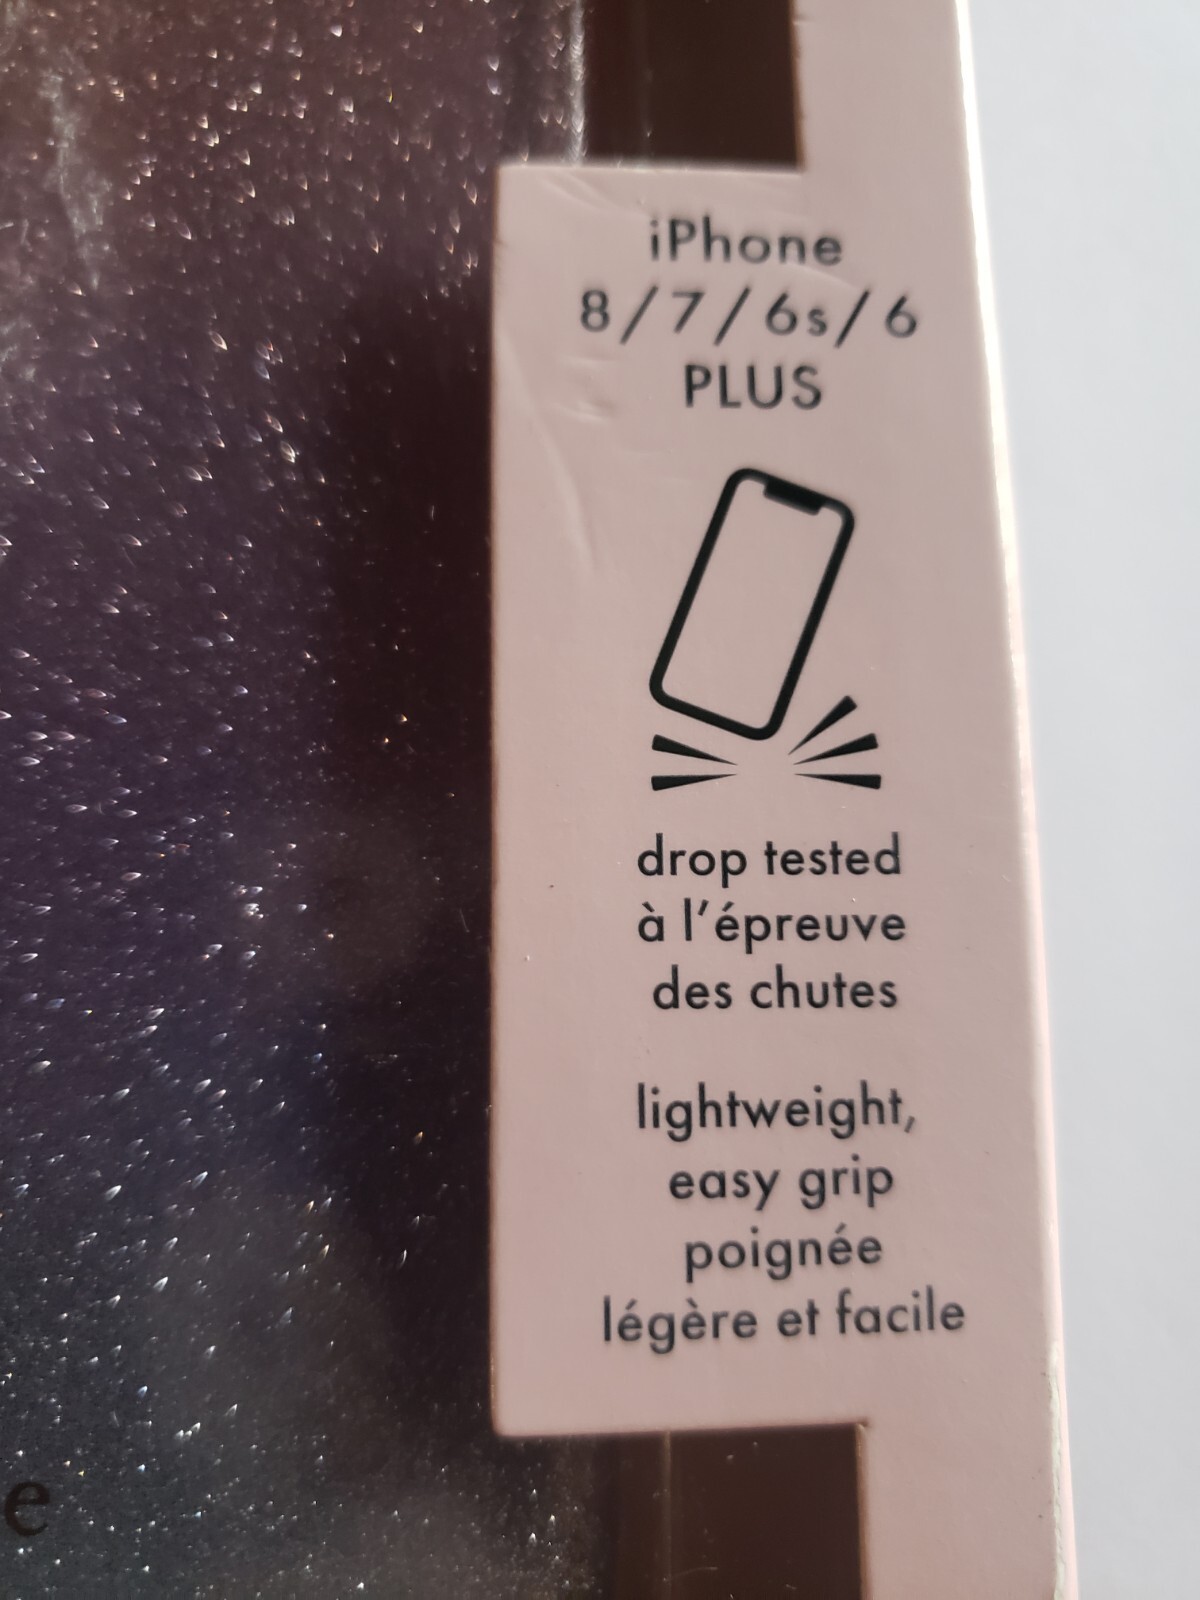 iPhone
8/7/6s/6
PLUS
drop tested
à l'épreuve
des chutes
lightweight,
easy grip
poignée
légère et facile
e